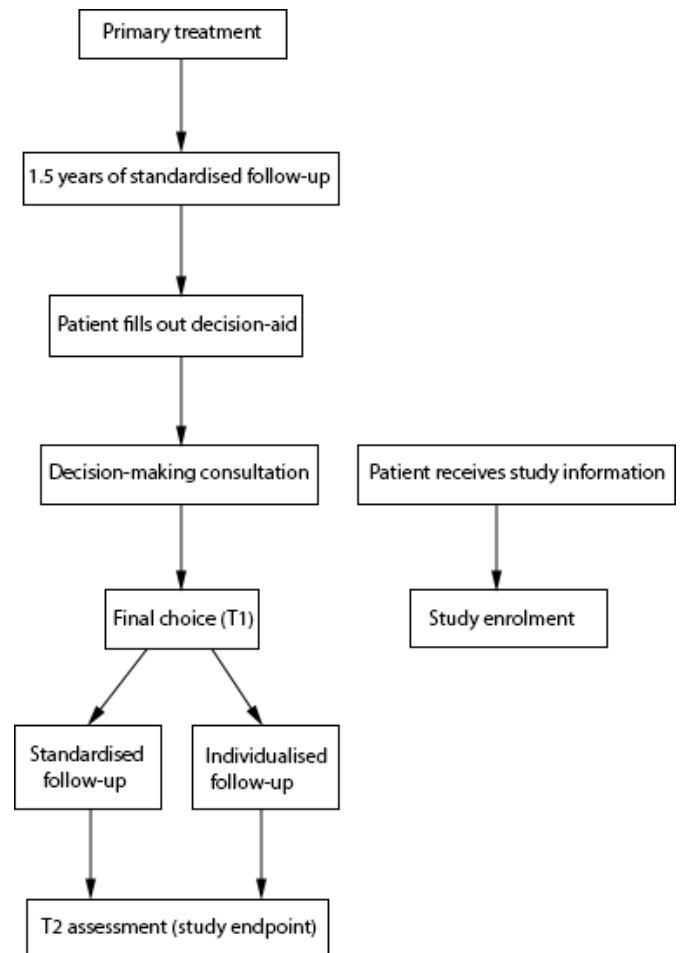 Primary treatment
1.5 years of standardised follow-up
Patient fills out decision-aid
Decision-making consultation
Patient receives study information
Final choice (T1)
Study enrolment
Standardised
follow-up
Individualised
follow-up
T2 assessment (study endpoint)